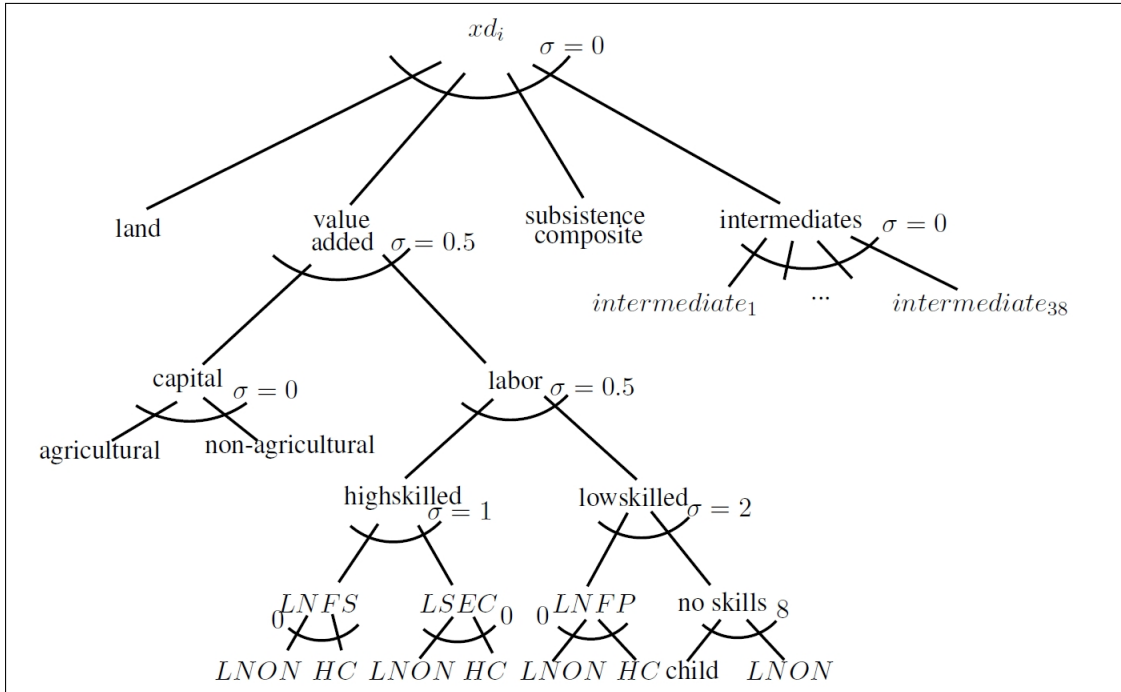 xd_i
σ = 0
land
value
added
σ = 0.5
subsistence
composite
intermediates
σ = 0
intermediate_1
...
intermediate_38
capital
σ = 0
labor
σ = 0.5
agricultural
non-agricultural
highskilled
σ = 1
lowskilled
σ = 2
LNFS
0
LSEC
0
0
LNFP
no skills
8
LNON HC
LNON HC
LNON HC
child
LNON